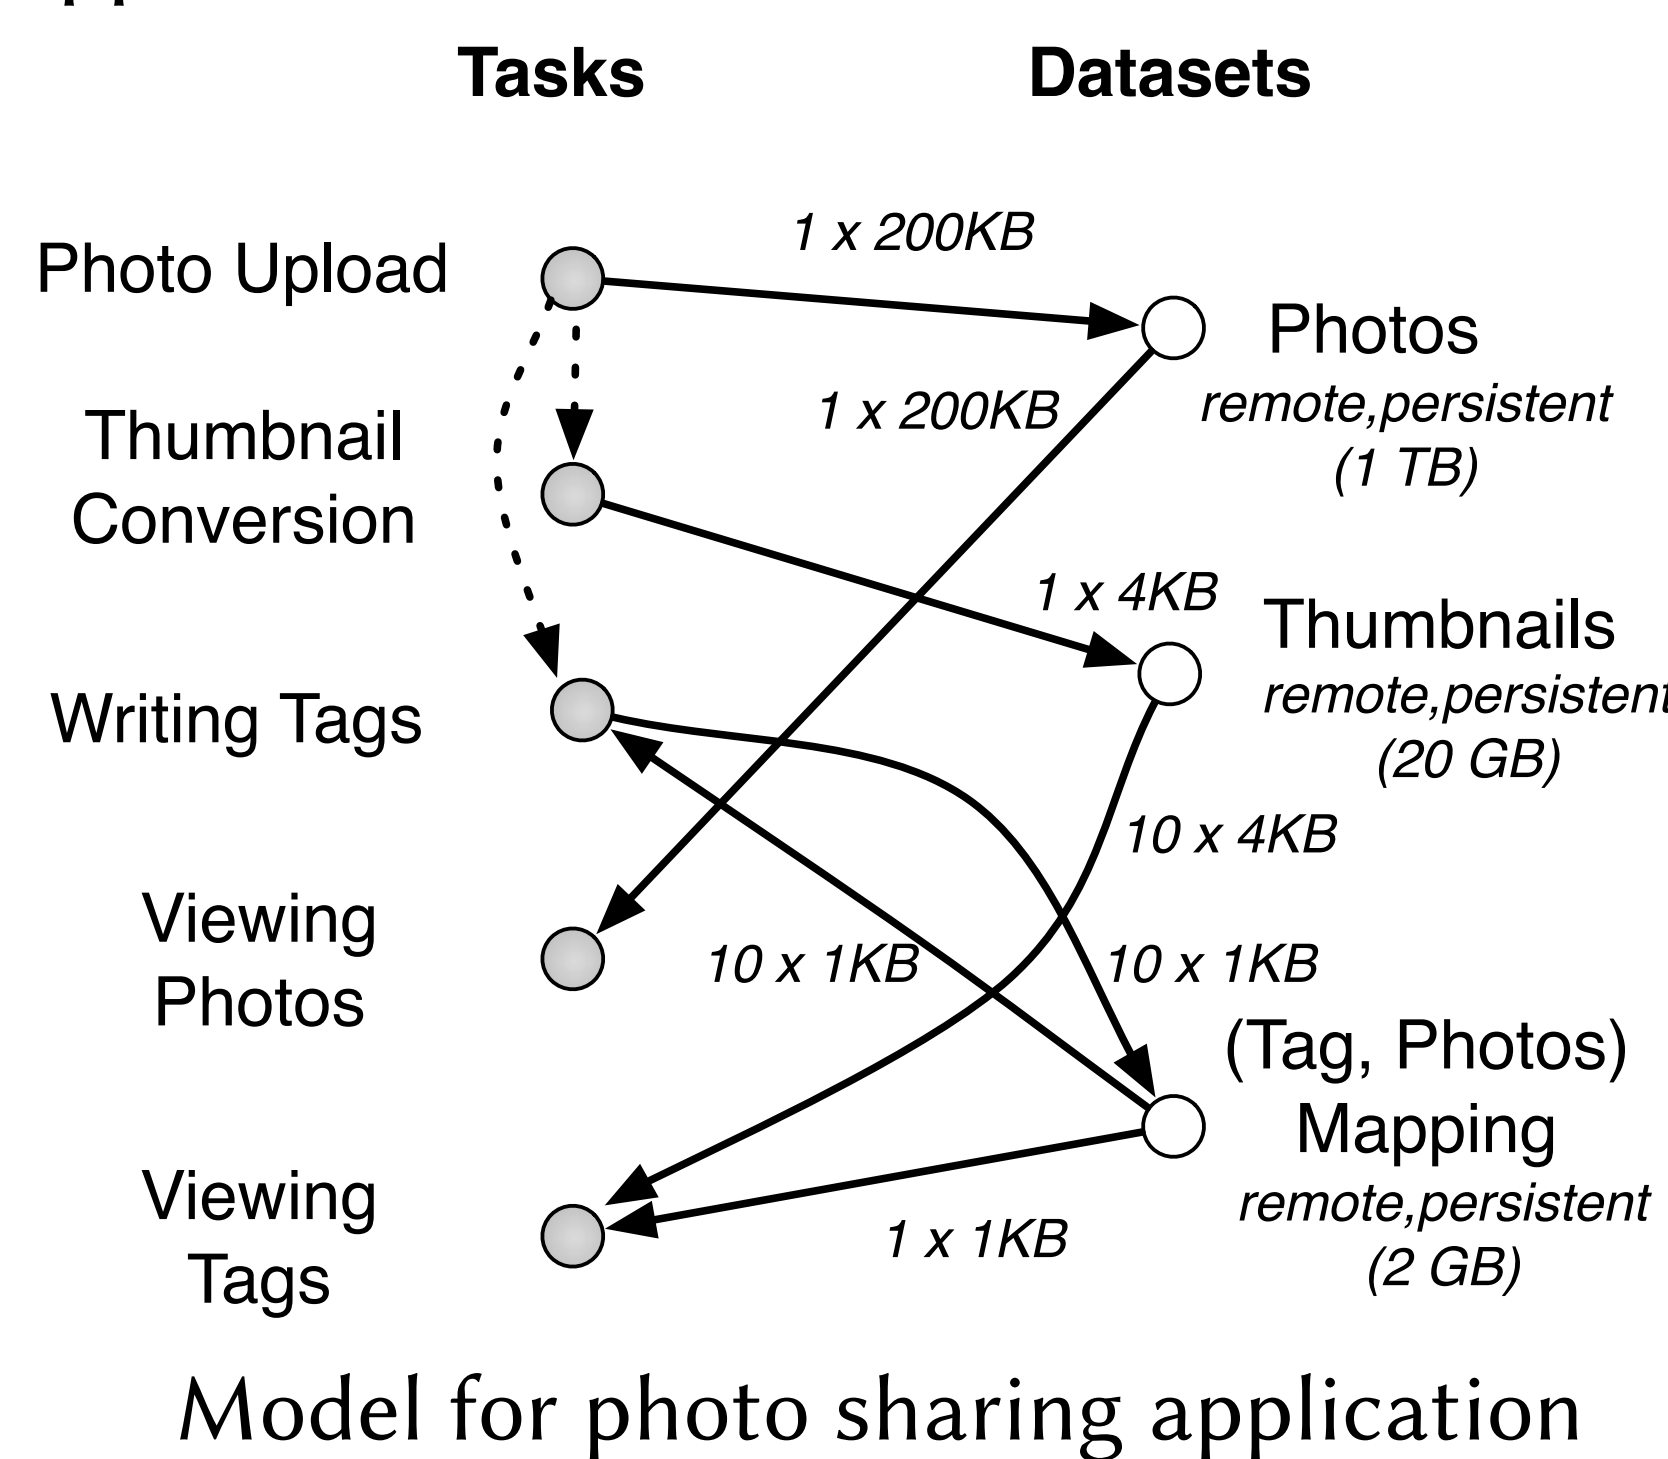 Tasks
Datasets
1 x 200KB
Photo Upload
Photos
1 x 200KB
remote,persistent
(1 TB)
Thumbnail
Conversion
1 x 4KB
Thumbnails
remote,persistent
(20 GB)
Writing Tags
10 x 4KB
Viewing
Photos
10 x 1KB
10 x 1KB
(Tag, Photos)
Mapping
remote,persistent
(2 GB)
Viewing
Tags
1 x 1KB
Model for photo sharing application